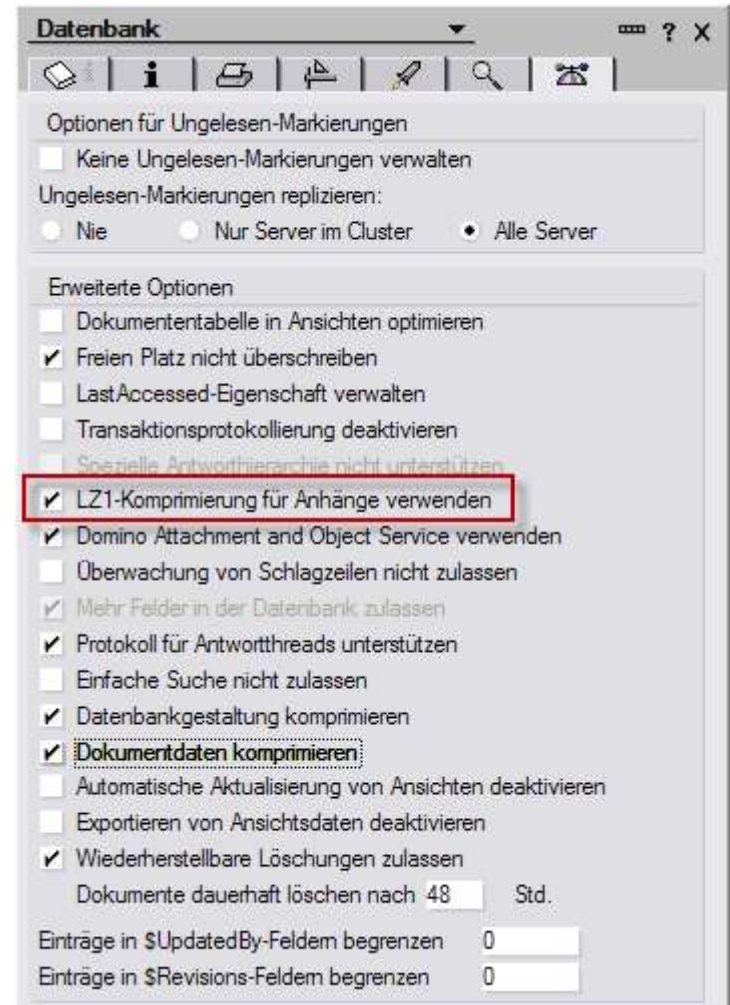 Datenbank
? X
i
Optionen für Ungelesen-Markierungen
Keine Ungelesen-Markierungen verwalten
Ungelesen-Markierungen replizieren:
Nie Nur Server im Cluster Alle Server
Erweiterte Optionen
Dokumententabelle in Ansichten optimieren
Freien Platz nicht überschreiben
LastAccessed-Eigenschaft verwalten
Transaktionsprotokollierung deaktivieren
Spezielle Antworthierarchie nicht unterstützen
LZ1-Komprimierung für Anhänge verwenden
Domino Attachment and Object Service verwenden
Überwachung von Schlagzeilen nicht zulassen
Mehr Felder in der Datenbank zulassen
Protokoll für Antwortthreads unterstützen
Einfache Suche nicht zulassen
Datenbankgestaltung komprimieren
Dokumentdaten komprimieren
Automatische Aktualisierung von Ansichten deaktivieren
Exportieren von Ansichtsdaten deaktivieren
Wiederherstellbare Löschungen zulassen
Dokumente dauerhaft löschen nach 48 Std.
Einträge in $UpdatedBy-Feldern begrenzen 0
Einträge in $Revisions-Feldern begrenzen 0